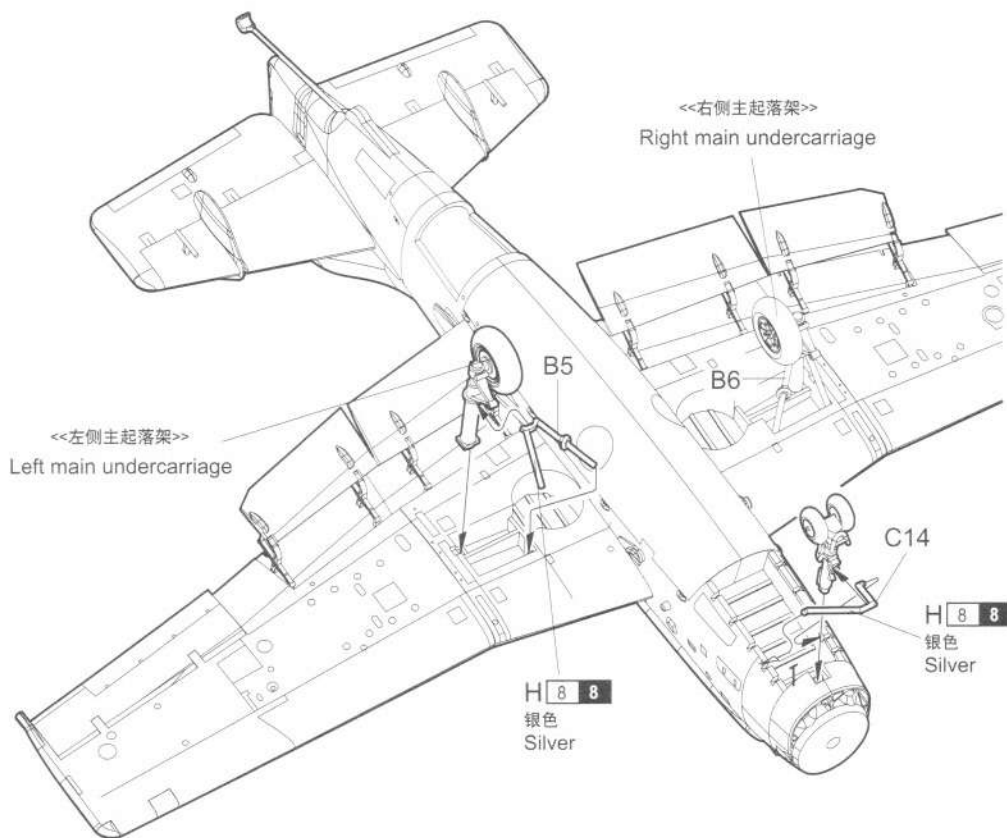 <<右侧主起落架>>
Right main undercarriage
B5
B6
<<左侧主起落架>>
Left main undercarriage
C14
H 8 8
银色
Silver
H 8 8
银色
Silver